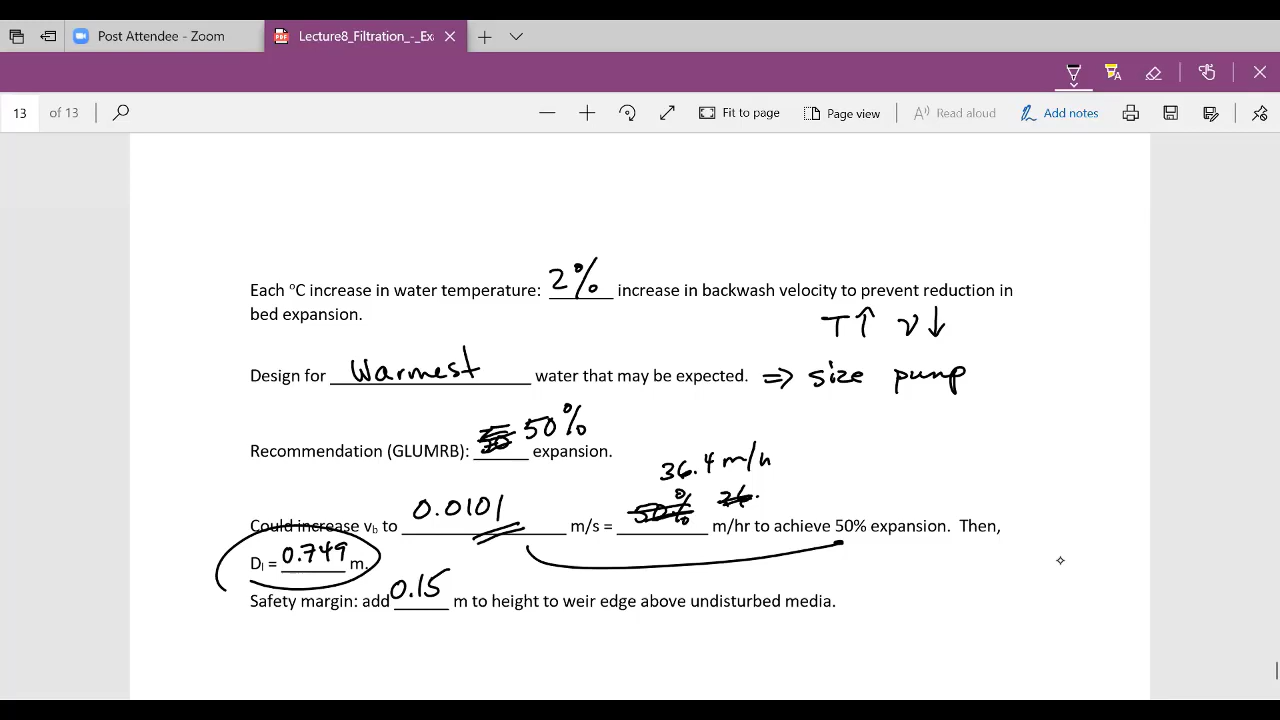 Post Attendee - Zoom
Lecture8_Filtration_-_Ex
13 of 13
Fit to page
Page view
Read aloud
Add notes
Each °C increase in water temperature: 2% increase in backwash velocity to prevent reduction in
bed expansion.
T↑ ν↓
Design for Warmest water that may be expected. ⇒ size pump
Recommendation (GLUMRB): 50% expansion.
36.4 m/h
Could increase vb to 0.0101 m/s = 50% m/hr to achieve 50% expansion. Then,
Dl = 0.749 m.
Safety margin: add 0.15 m to height to weir edge above undisturbed media.